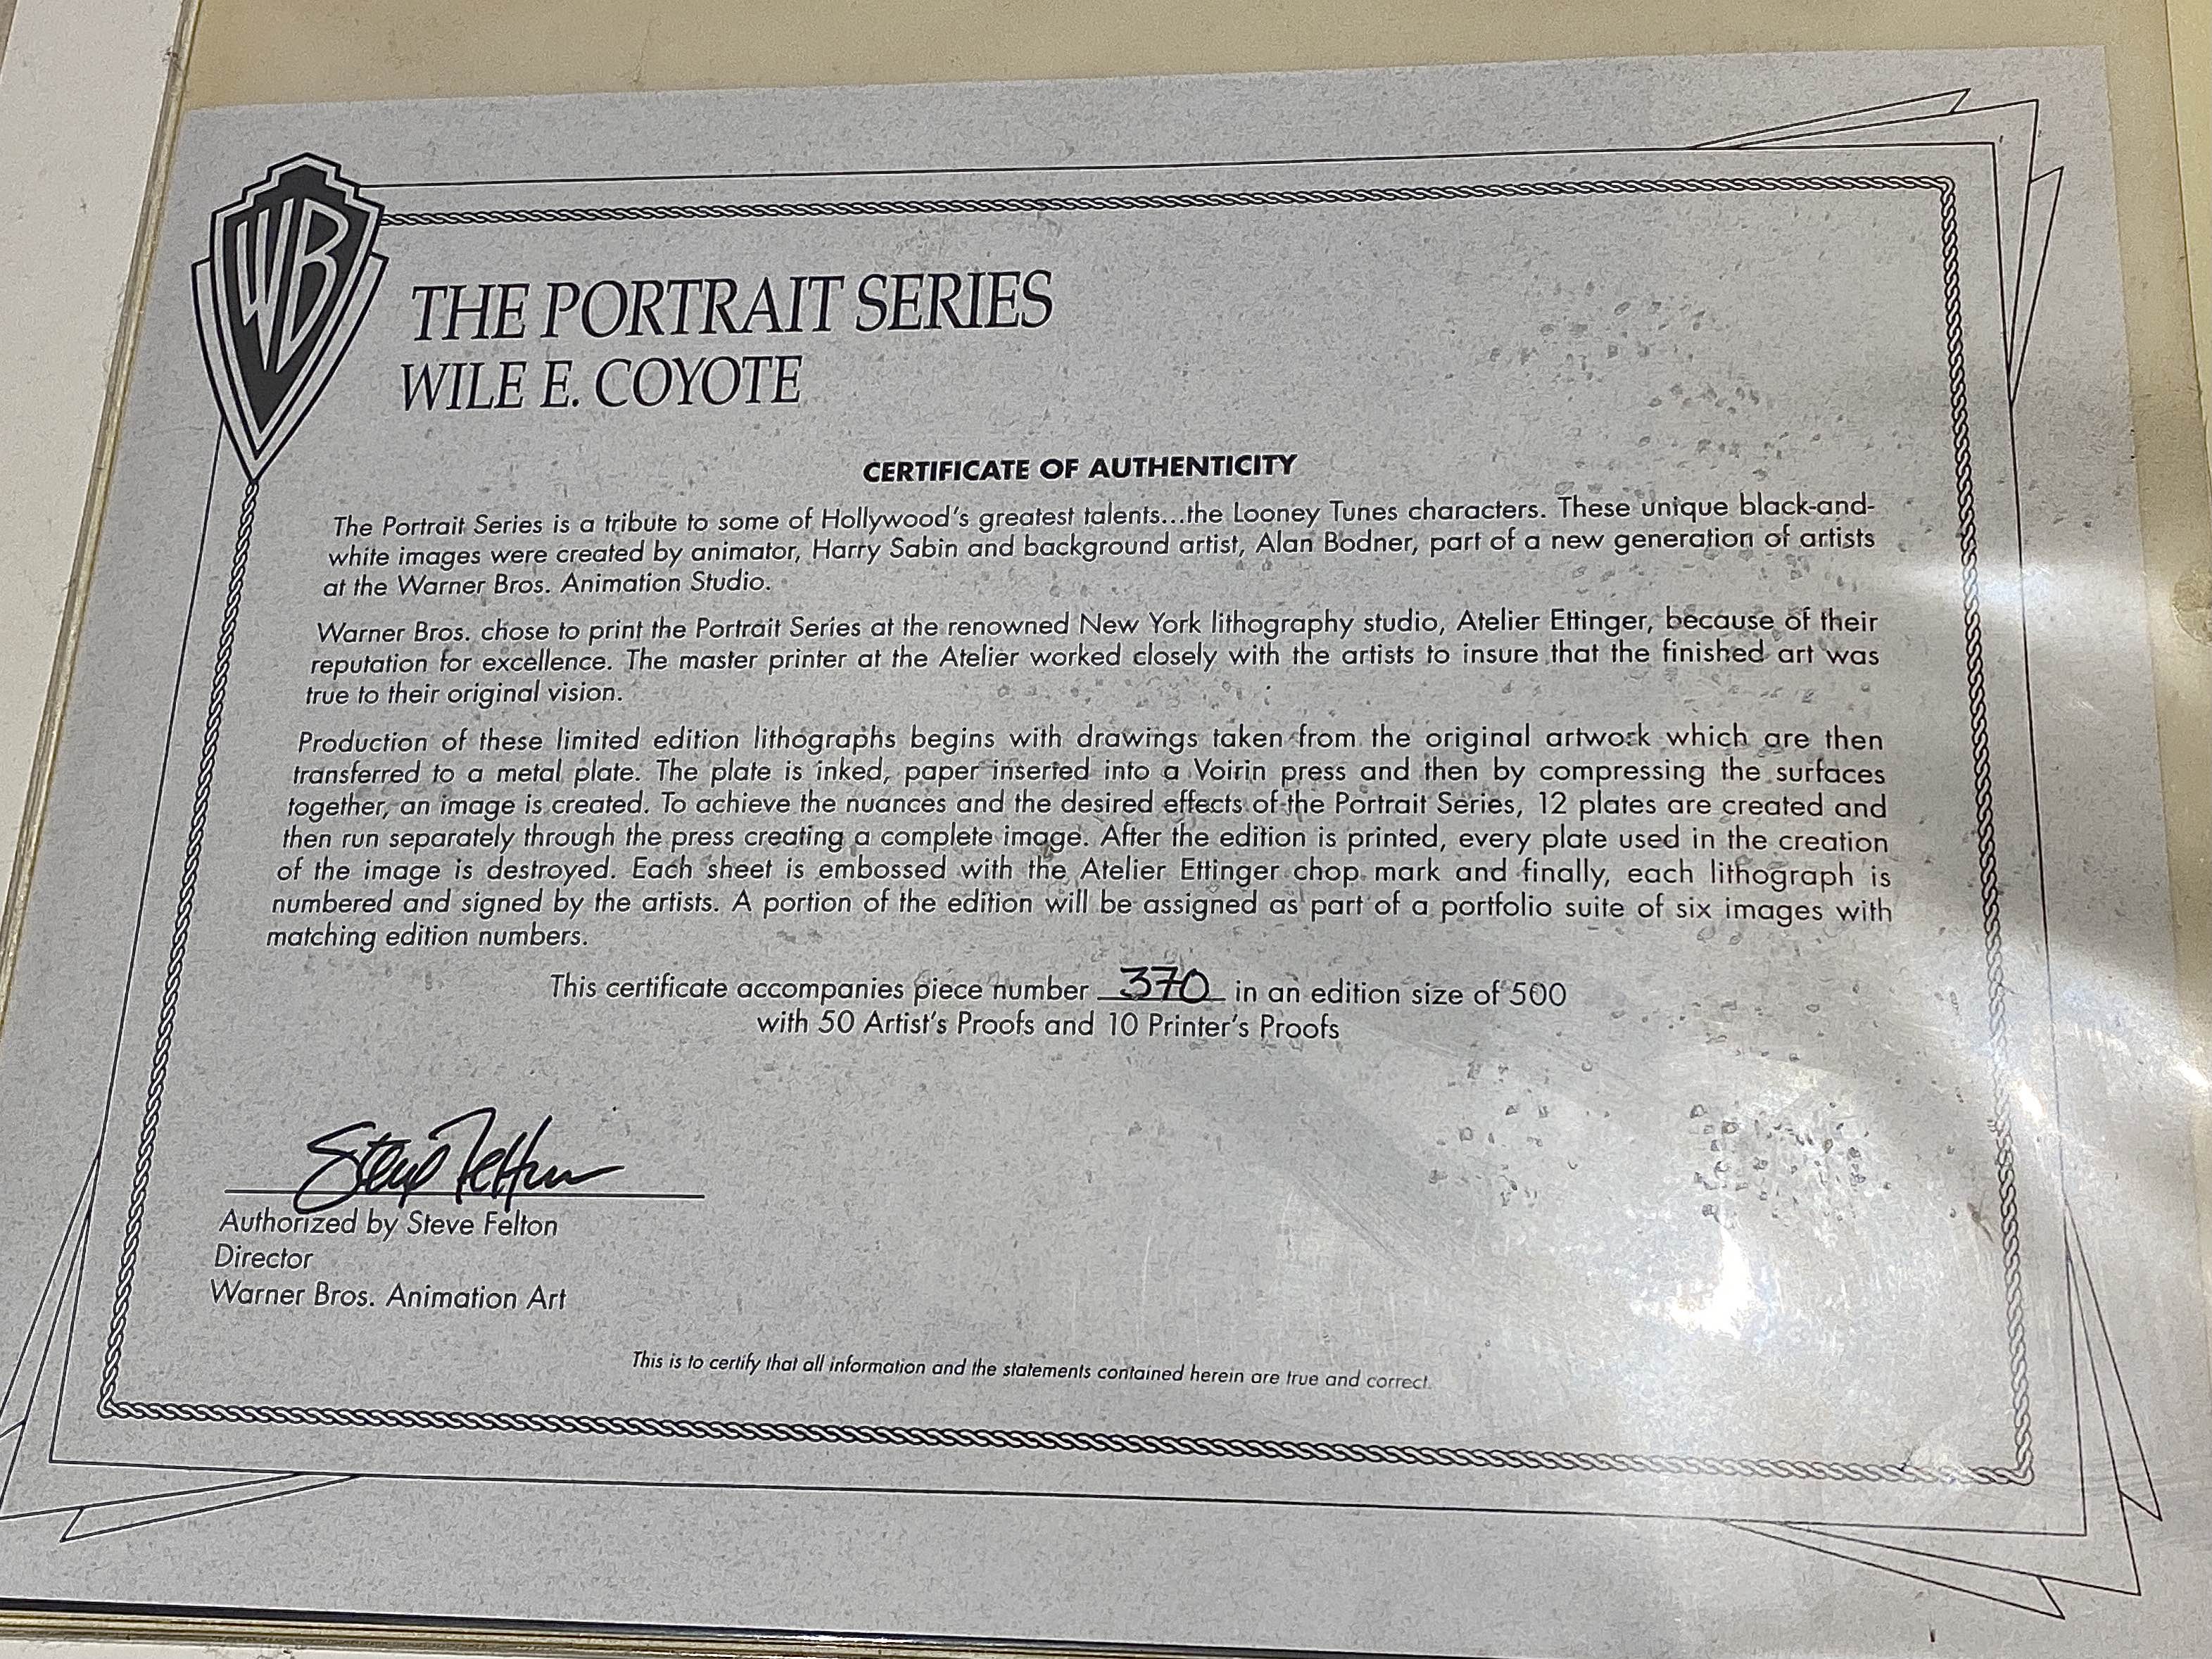 WB
THE PORTRAIT SERIES
WILE E. COYOTE
CERTIFICATE OF AUTHENTICITY
The Portrait Series is a tribute to some of Hollywood's greatest talents...the Looney Tunes characters. These unique black-and-
white images were created by animator, Harry Sabin and background artist, Alan Bodner, part of a new generation of artists
at the Warner Bros. Animation Studio.
Warner Bros. chose to print the Portrait Series at the renowned New York lithography studio, Atelier Ettinger, because of their
reputation for excellence. The master printer at the Atelier worked closely with the artists to insure that the finished art was
true to their original vision.
Production of these limited edition lithographs begins with drawings taken from the original artwork which are then
transferred to a metal plate. The plate is inked, paper inserted into a Voirin press and then by compressing the surfaces
together, an image is created. To achieve the nuances and the desired effects of the Portrait Series, 12 plates are created and
then run separately through the press creating a complete image. After the edition is printed, every plate used in the creation
of the image is destroyed. Each sheet is embossed with the Atelier Ettinger chop mark and finally, each lithograph is
numbered and signed by the artists. A portion of the edition will be assigned as part of a portfolio suite of six images with
matching edition numbers.
This certificate accompanies piece number 370 in an edition size of 500
with 50 Artist's Proofs and 10 Printer's Proofs
Steve Felton
Authorized by Steve Felton
Director
Warner Bros. Animation Art
This is to certify that all information and the statements contained herein are true and correct.